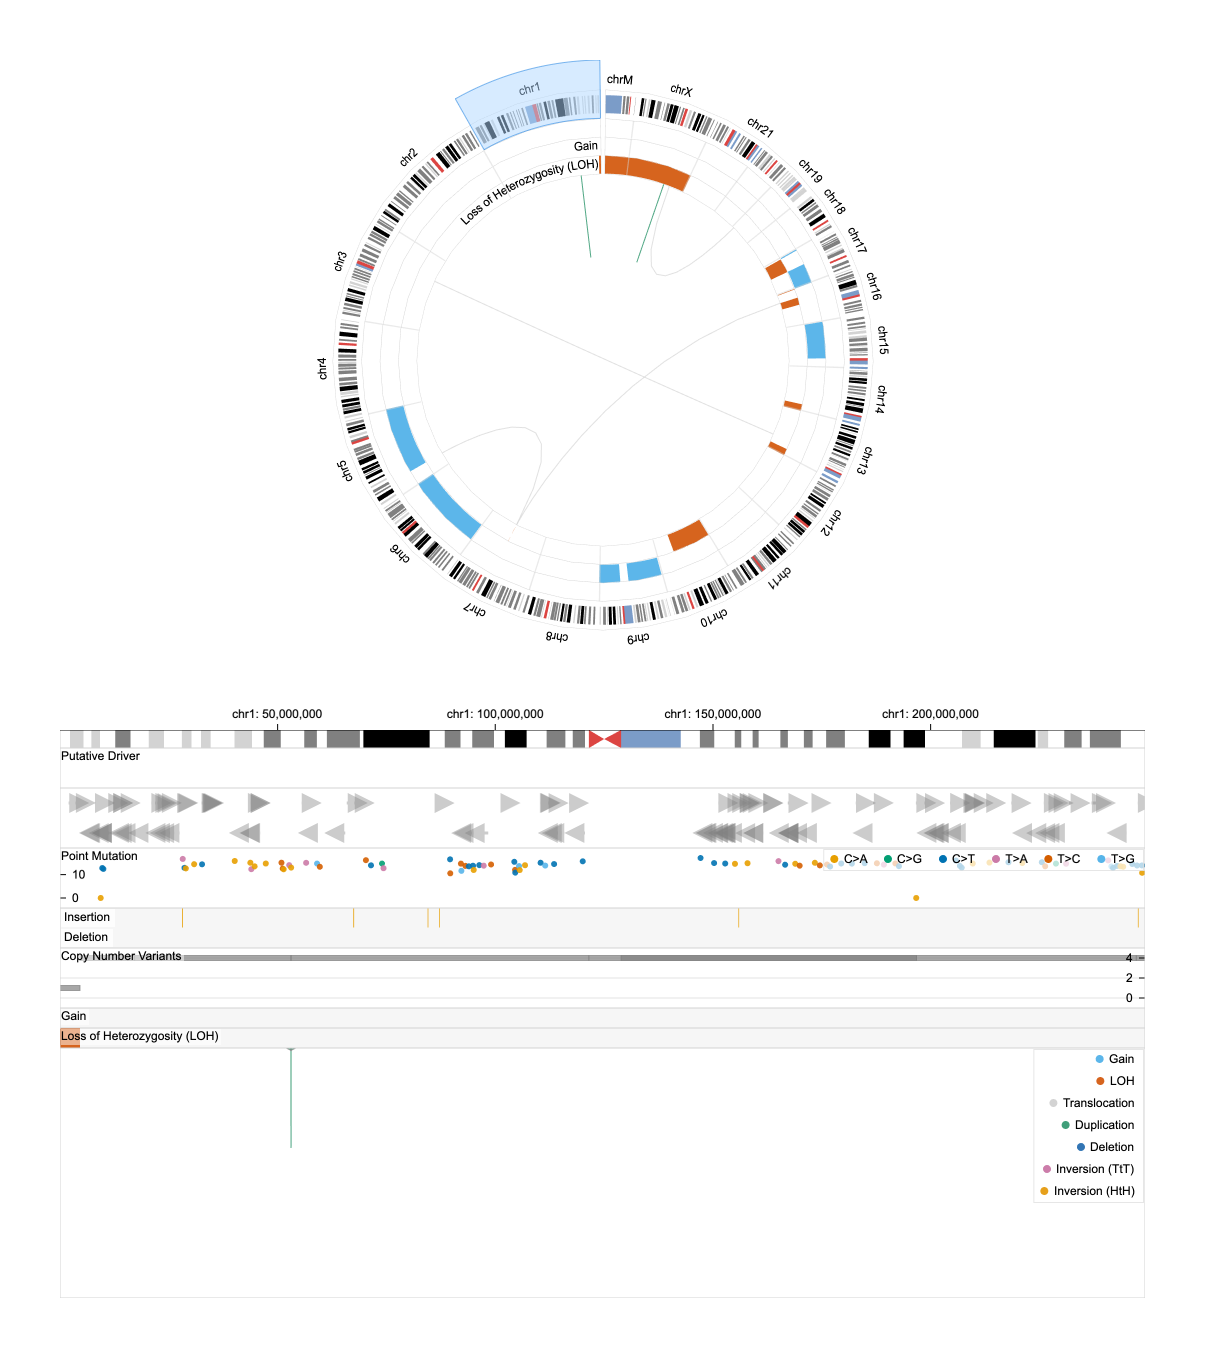 chrM
chrX
chr21
chr19
chr18
chr17
chr16
chr15
chr14
chr13
chr12
chr11
chr10
chr9
chr8
chr7
chr6
chr5
chr4
chr3
chr2
chr1
Gain
Loss of Heterozygosity (LOH)
chr1: 50,000,000 chr1: 100,000,000 chr1: 150,000,000 chr1: 200,000,000
Putative Driver
Point Mutation
C>A C>G C>T T>A T>C T>G
10
0
Insertion
Deletion
Copy Number Variants
4
2
0
Gain
Loss of Heterozygosity (LOH)
Gain
LOH
Translocation
Duplication
Deletion
Inversion (TtT)
Inversion (HtH)